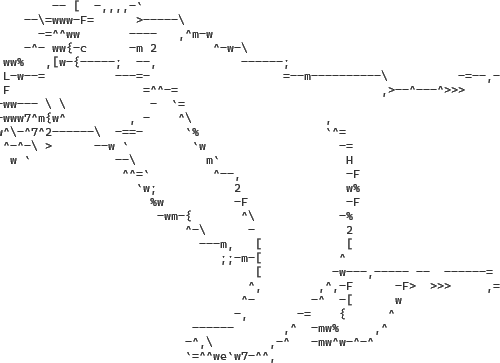 -- [  -,,,,-`
--\=www-F=      >-----\
-=^^ww       ----   ,^m-w
-^- ww{-c      -m 2        ^-w-\
ww%   ,[w-{-----;  --,            ------;
L-w--=          ---=-                   =--m----------\           -=--,-
F                   =^^-=                             ,>--^---^>>>
-ww--- \ \            -  `=
-www7^m{w^         , -    ^\                   ,
w^\-^7^2------\  -==-      `%                  `^=
^-^-\ >      --w `         `w                   -=
w `            --\          m`                  H
^^=`         ^--,               -F
`w;           2               w%
%w          -F              -F
-wm-{       ^\            -%
^-\      -             2
---m,   [            [
;;-m-[           ^
[          -w---,----- --  ------=
^,        ,^,-F      -F>  >>>     ,=
^-        -^  -[      w
-,       -=    {      ^
------       ,^  -mw%     ,^
-^,\        ,-^   -mw^w-^-^
`=^^we`w7-^^,